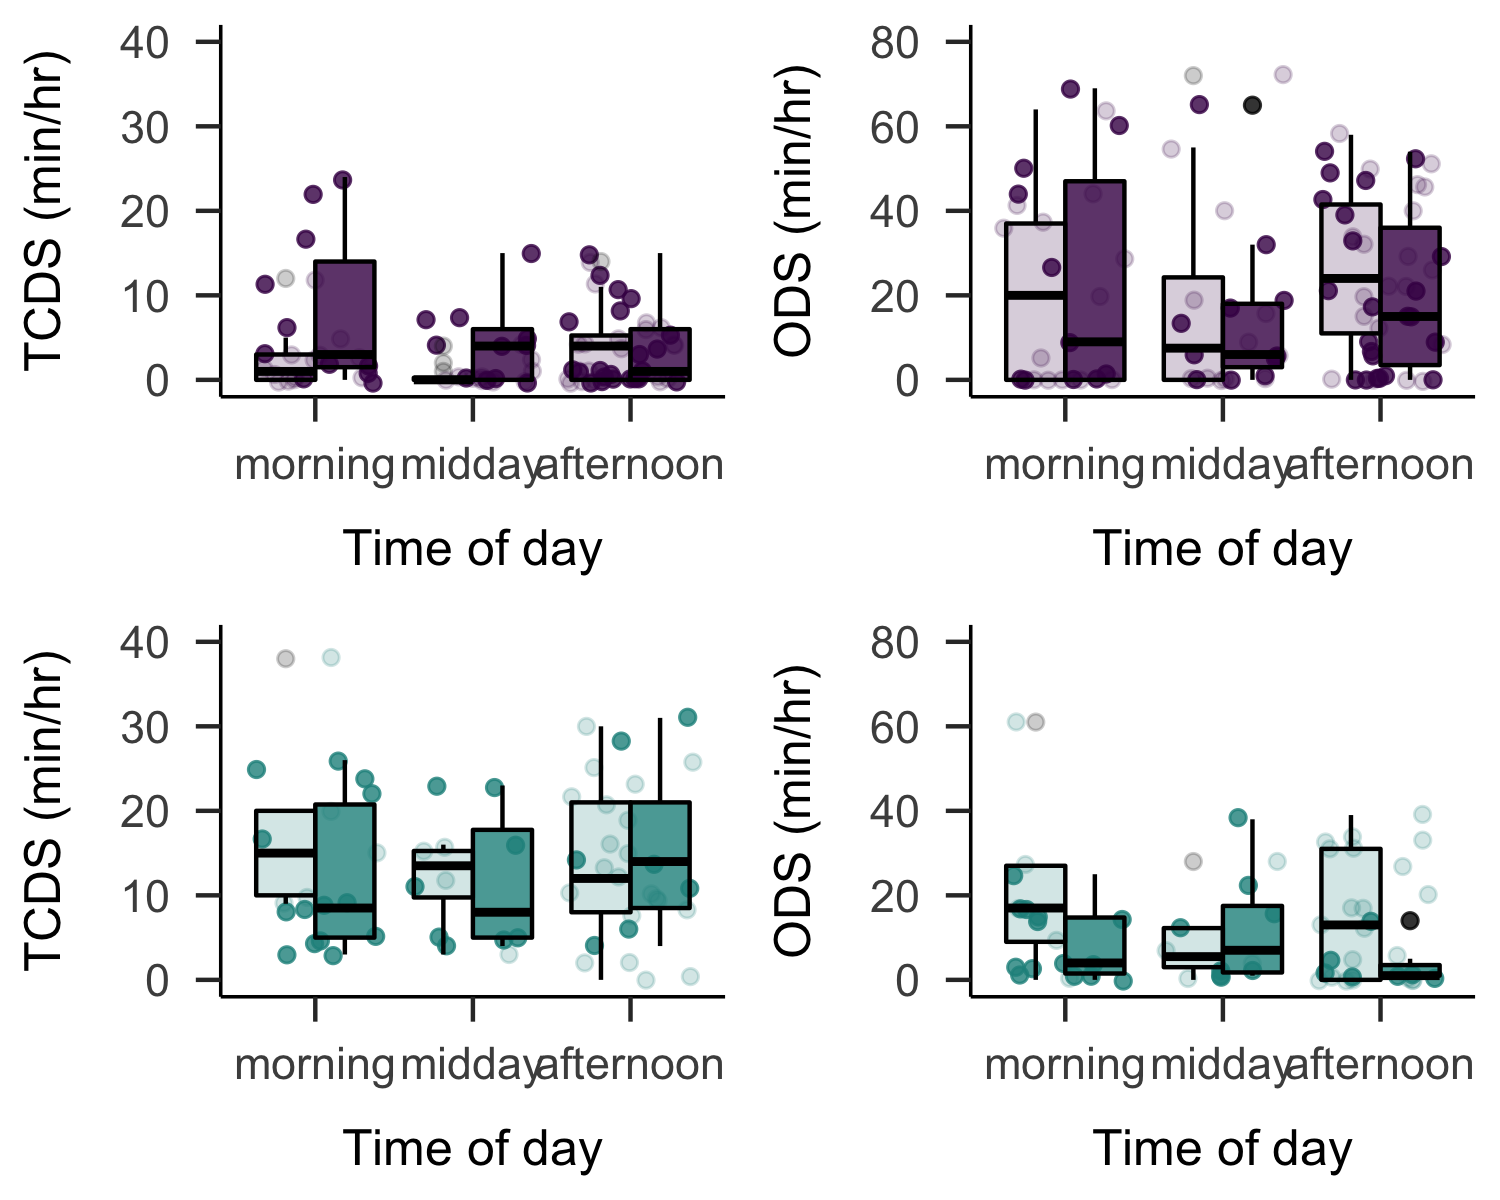 TCDS (min/hr)
40
30
20
10
0
morning midday afternoon
Time of day
ODS (min/hr)
80
60
40
20
0
morning midday afternoon
Time of day
TCDS (min/hr)
40
30
20
10
0
morning midday afternoon
Time of day
ODS (min/hr)
80
60
40
20
0
morning midday afternoon
Time of day